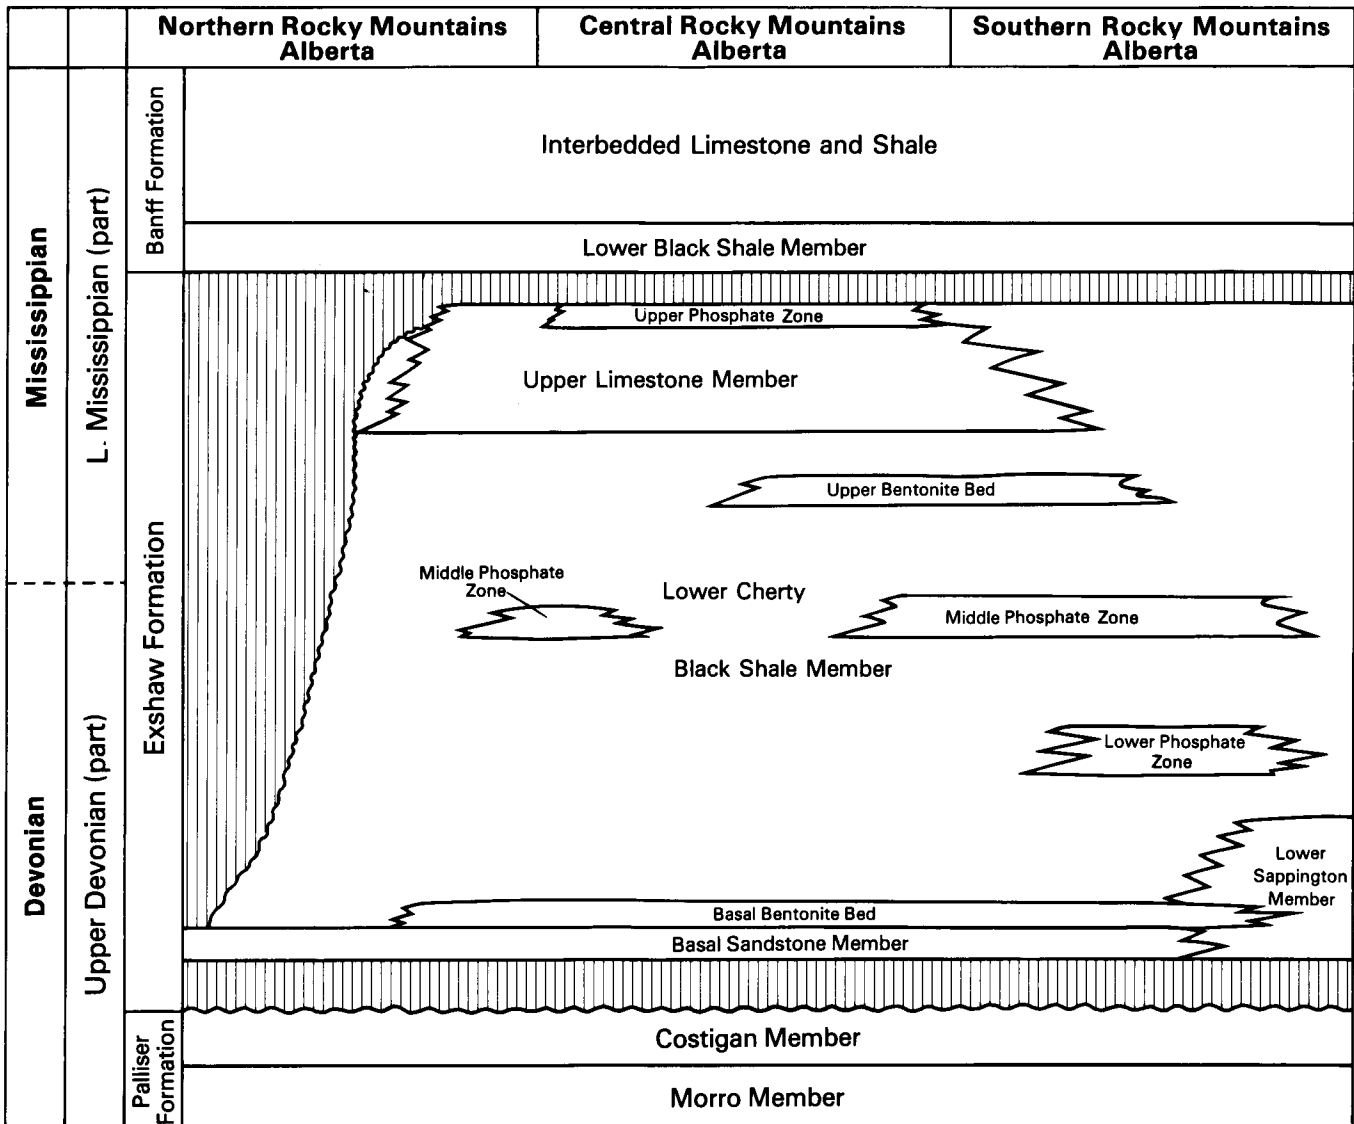 Northern Rocky Mountains
Alberta
Central Rocky Mountains
Alberta
Southern Rocky Mountains
Alberta
Mississippian
L. Mississippian (part)
Banff Formation
Interbedded Limestone and Shale
Lower Black Shale Member
Upper Phosphate Zone
Upper Limestone Member
Upper Bentonite Bed
Exshaw Formation
Middle Phosphate
Zone
Lower Cherty
Middle Phosphate Zone
Black Shale Member
Devonian
Upper Devonian (part)
Lower Phosphate
Zone
Lower
Sappington
Member
Basal Bentonite Bed
Basal Sandstone Member
Palliser
Formation
Costigan Member
Morro Member